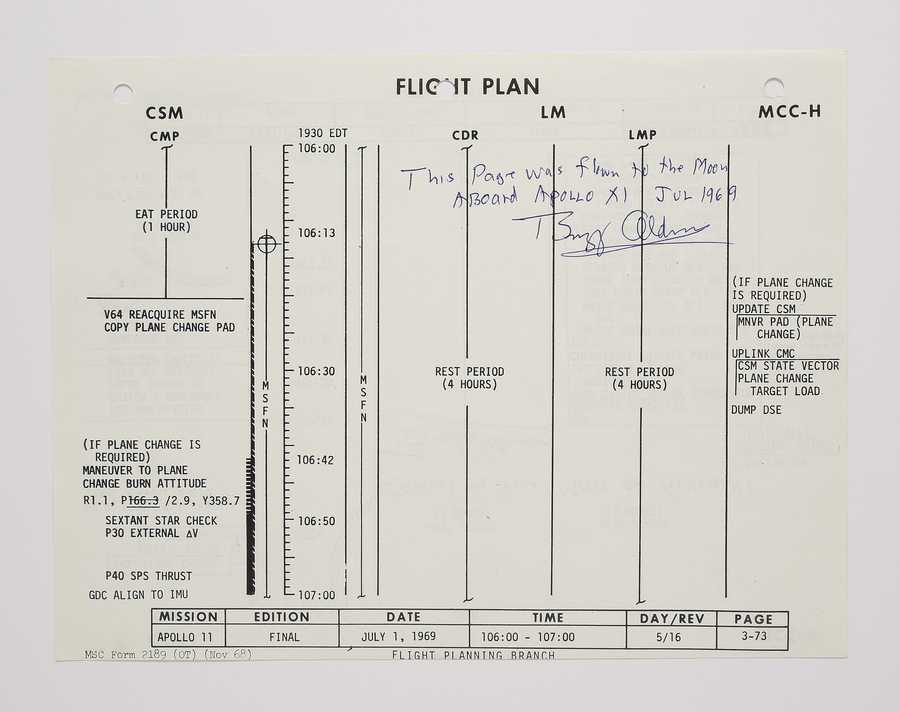 FLIGHT PLAN
CSM
LM
MCC-H
CMP
1930 EDT
CDR
LMP
106:00
This Page was flown to the Moon
ABoard APOLLO XI JUL 1969
Buzz Aldrin
EAT PERIOD
(1 HOUR)
106:13
V64 REACQUIRE MSFN
COPY PLANE CHANGE PAD
(IF PLANE CHANGE
IS REQUIRED)
UPDATE CSM
MNVR PAD (PLANE
CHANGE)
UPLINK CMC
CSM STATE VECTOR
PLANE CHANGE
TARGET LOAD
DUMP DSE
106:30
MSFN
MSFN
REST PERIOD
(4 HOURS)
REST PERIOD
(4 HOURS)
(IF PLANE CHANGE IS
REQUIRED)
MANEUVER TO PLANE
CHANGE BURN ATTITUDE
R1.1, P166.3 /2.9, Y358.7
106:42
SEXTANT STAR CHECK
P30 EXTERNAL ΔV
106:50
P40 SPS THRUST
GDC ALIGN TO IMU
107:00
MISSION EDITION DATE TIME DAY/REV PAGE
APOLLO 11 FINAL JULY 1, 1969 106:00 - 107:00 5/16 3-73
MSC Form 2189 (OT) (Nov 68) FLIGHT PLANNING BRANCH